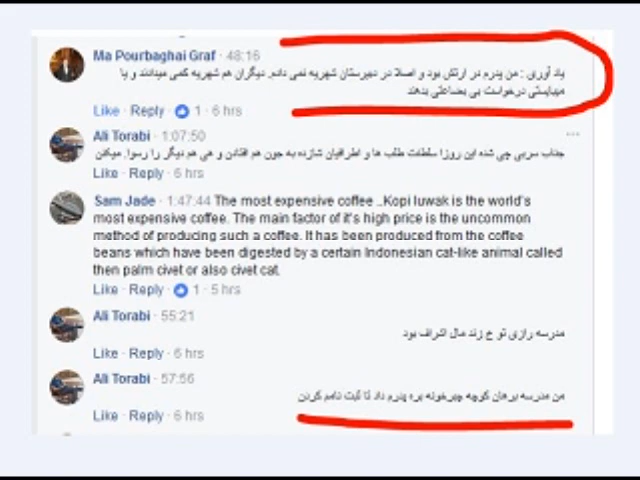 Ma Pourbaghai Graf · 48:16
یاد آوری : من پدرم در ارتش بود و اصلا در دبیرستان شهریه نمی داده, دیگران هم شهریه کمی میدادند و یا
میبایستی درخواست بی بضاعتی بدهند
Like · Reply · 1 · 6 hrs
Ali Torabi · 1:07:50
جناب سربی چی شده این روزا سلطنت طلب ها و اطرافیان شازده به جون هم افتادن و هی هم دیگر را رسوا, میکنن
Like · Reply · 6 hrs
Sam Jade · 1:47:44 The most expensive coffee ..Kopi luwak is the world's
most expensive coffee. The main factor of it's high price is the uncommon
method of producing such a coffee. It has been produced from the coffee
beans which have been digested by a certain Indonesian cat-like animal called
then palm civet or also civet cat.
Like · Reply · 1 · 5 hrs
Ali Torabi · 55:21
مدرسه رازی تو خ زند مال اشراف بود
Like · Reply · 6 hrs
Ali Torabi · 57:56
من مدرسه برهان کوچه چیرخونه بره پدرم داد تا ثبت نامم کردن
Like · Reply · 6 hrs